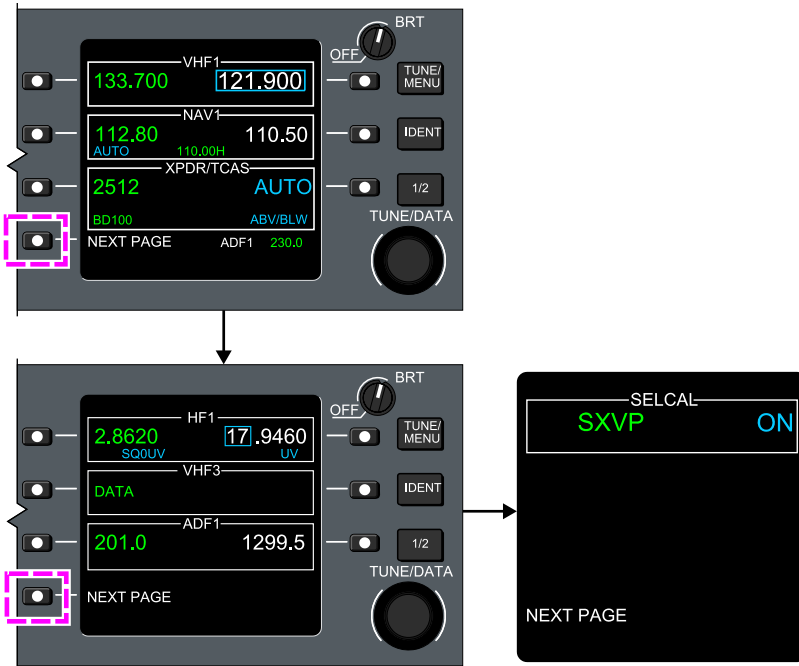 BRT
OFF
VHF1
133.700 121.900
TUNE/
MENU
NAV1
112.80 110.50
AUTO 110.00H
IDENT
XPDR/TCAS
2512 AUTO
1/2
BD100 ABV/BLW
TUNE/DATA
NEXT PAGE ADF1 230.0
BRT
OFF
HF1
2.8620 17 .9460
SQ0UV UV
TUNE/
MENU
VHF3
DATA
IDENT
ADF1
201.0 1299.5
1/2
TUNE/DATA
NEXT PAGE
SELCAL
SXVP ON
NEXT PAGE